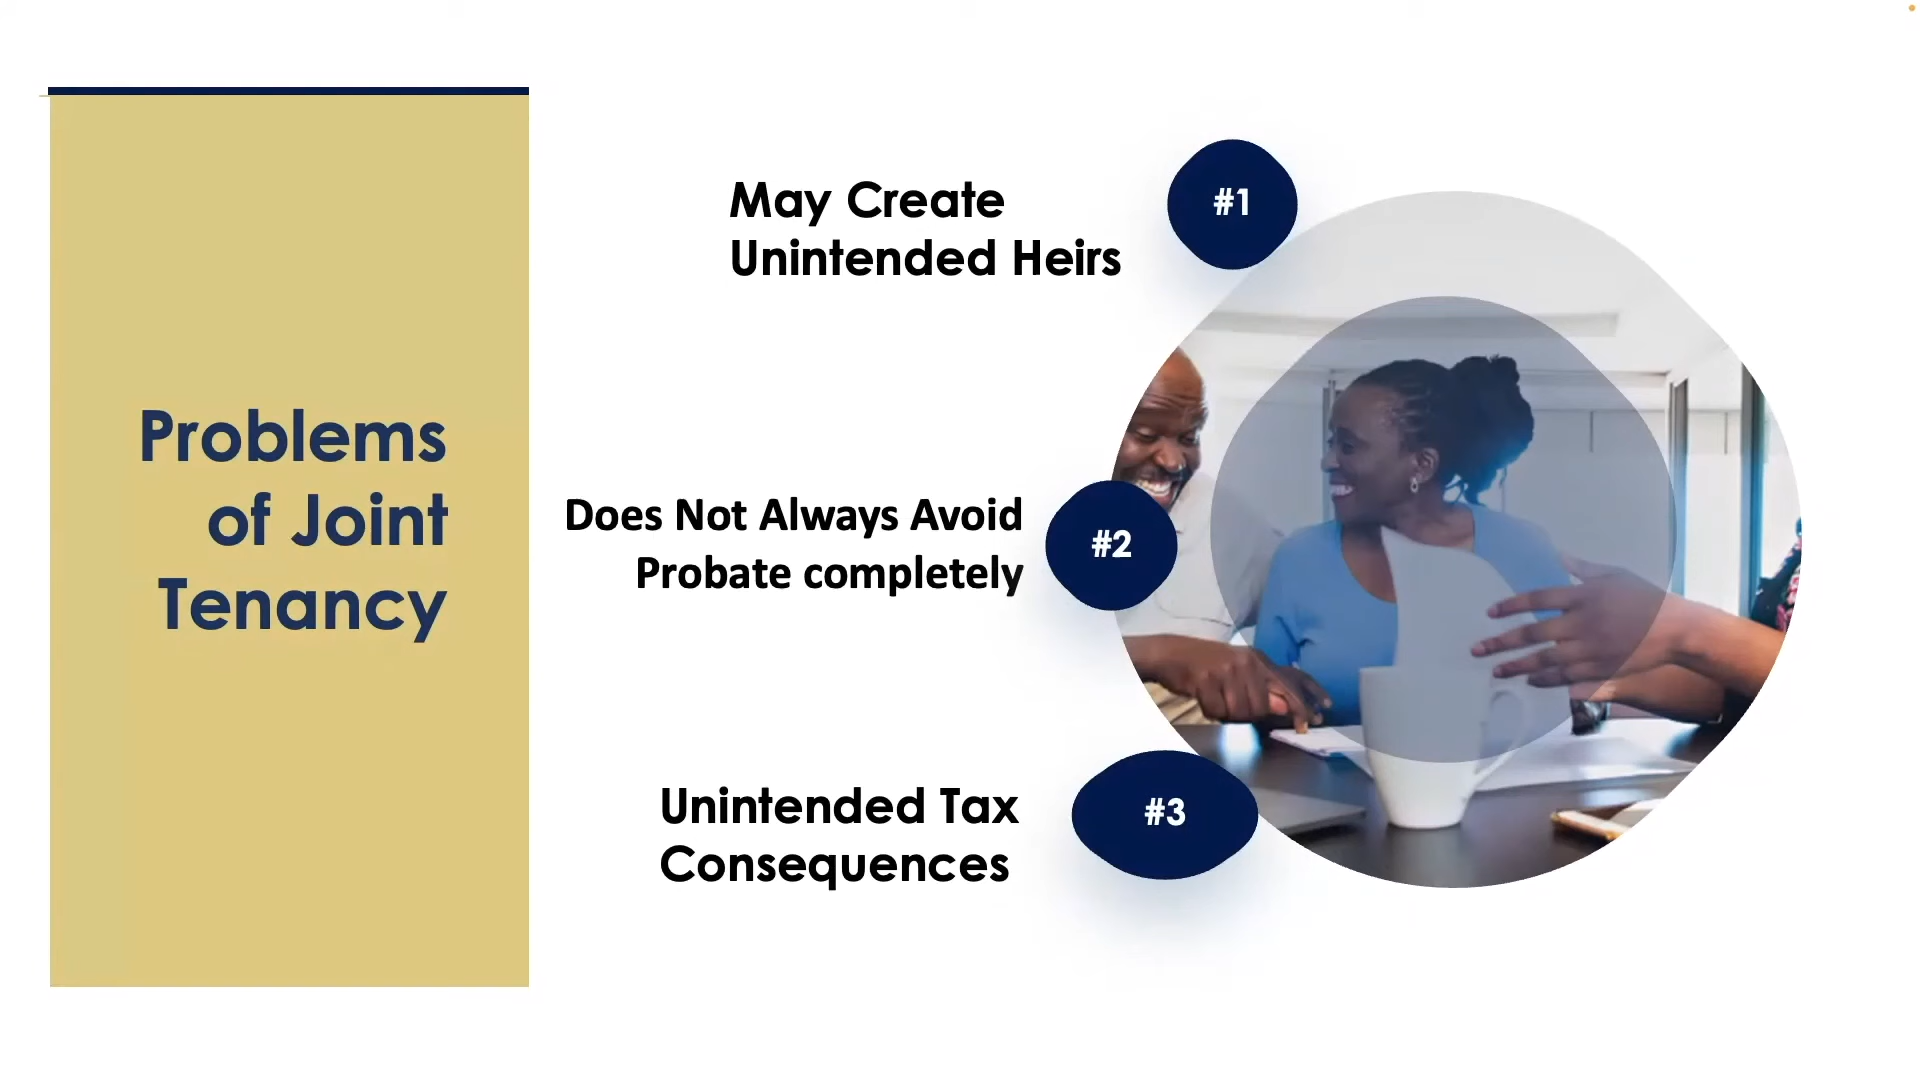 Problems
of Joint
Tenancy
May Create
Unintended Heirs
#1
Does Not Always Avoid
Probate completely
#2
Unintended Tax
Consequences
#3